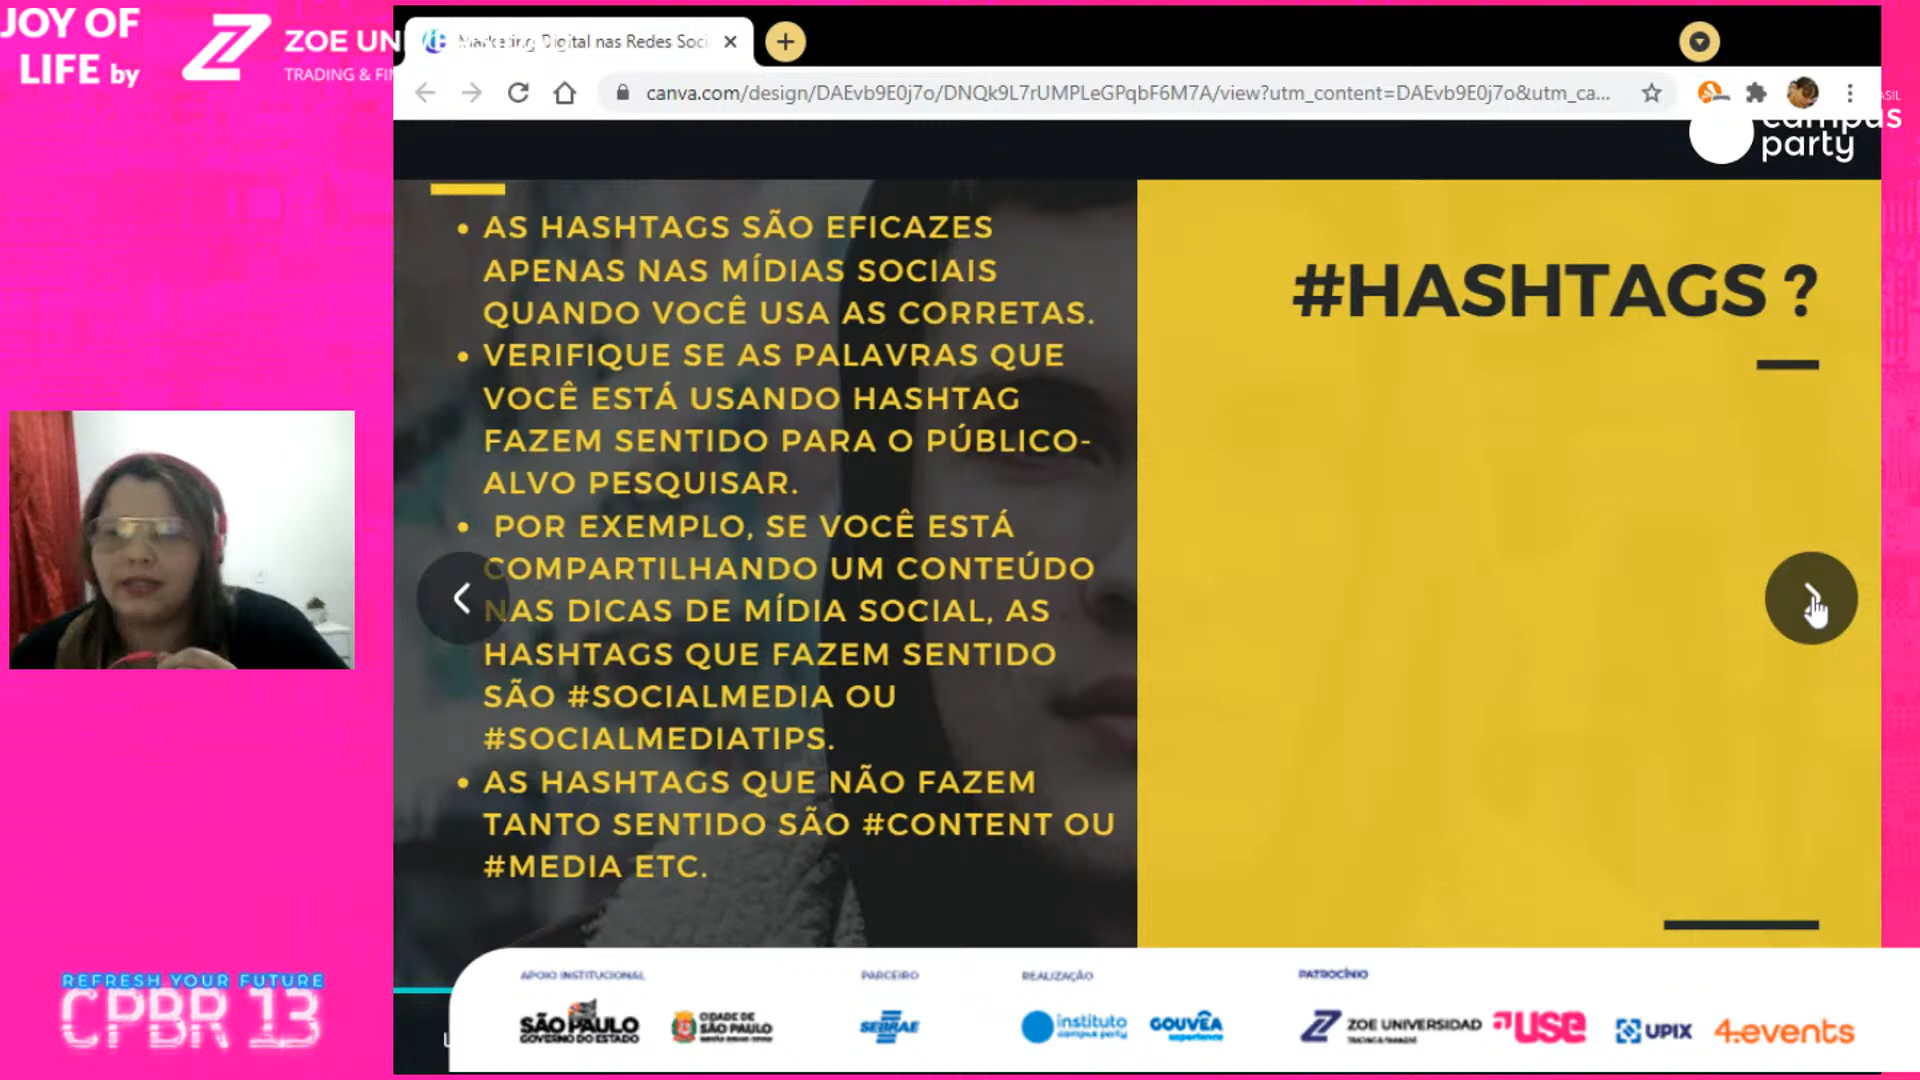 JOY OF
LIFE by
ZOE UN
TRADING & FI
Marketing Digital nas Redes Soci
canva.com/design/DAEvb9E0j7o/DNQk9L7rUMPLeGPqbF6M7A/view?utm_content=DAEvb9E0j7o&utm_ca...
campus
party
• AS HASHTAGS SÃO EFICAZES
APENAS NAS MÍDIAS SOCIAIS
QUANDO VOCÊ USA AS CORRETAS.
• VERIFIQUE SE AS PALAVRAS QUE
VOCÊ ESTÁ USANDO HASHTAG
FAZEM SENTIDO PARA O PÚBLICO-
ALVO PESQUISAR.
• POR EXEMPLO, SE VOCÊ ESTÁ
COMPARTILHANDO UM CONTEÚDO
NAS DICAS DE MÍDIA SOCIAL, AS
HASHTAGS QUE FAZEM SENTIDO
SÃO #SOCIALMEDIA OU
#SOCIALMEDIATIPS.
• AS HASHTAGS QUE NÃO FAZEM
TANTO SENTIDO SÃO #CONTENT OU
#MEDIA ETC.
#HASHTAGS ?
REFRESH YOUR FUTURE
CPBR 13
APOIO INSTITUCIONAL
SÃO PAULO
GOVERNO DO ESTADO
CIDADE DE
SÃO PAULO
PARCEIRO
SEBRAE
REALIZAÇÃO
instituto
campus party
GOUVÊA
experience
PATROCÍNIO
ZOE UNIVERSIDAD
USE
UPIX
4.events